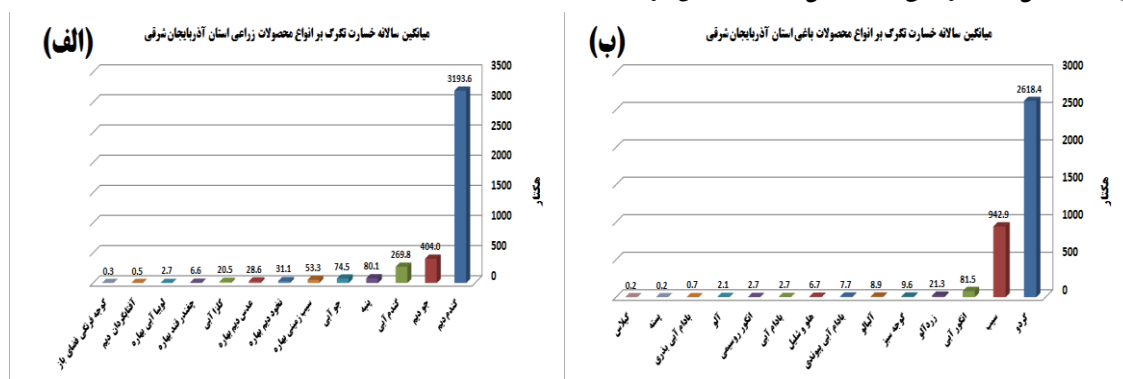 (الف)
میانگین سالانه خسارت تگرگ بر انواع محصولات زراعی استان آذربایجان شرقی
3500
3000
2500
2000
1500
1000
500
0
هکتار
3193.6
404.0
269.8
80.1
74.5
53.3
31.1
28.6
20.5
6.6
2.7
0.5
0.3
گندم دیم
جو دیم
گندم آبی
پنبه
جو آبی
سیب زمینی بهاره
نخود دیم بهاره
عدس دیم بهاره
کلزا آبی
چغندر قند بهاره
لوبیا آبی بهاره
آفتابگردان دیم
گوجه فرنگی فضای باز
(ب)
میانگین سالانه خسارت تگرگ بر انواع محصولات باغی استان آذربایجان شرقی
3000
2500
2000
1500
1000
500
0
هکتار
2618.4
942.9
81.5
21.3
9.6
8.9
7.7
6.7
2.7
2.7
2.1
0.7
0.2
0.2
گردو
سیب
انگور آبی
زردآلو
گوجه سبز
آلبالو
بادام آبی پیوندی
هلو و شلیل
بادام آبی
آلو
بادام آبی بذری
پسته
گیلاس